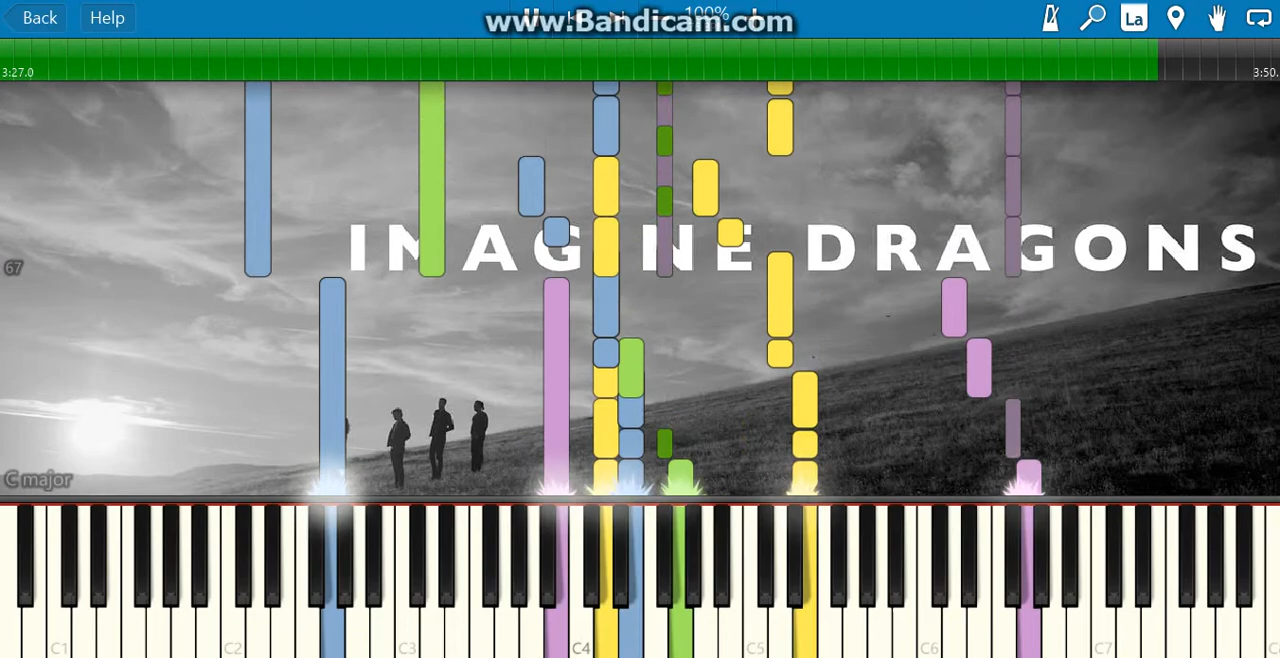 Back Help www.Bandicam.com 100% La
3:27.0 3:50.
IMAGINE DRAGONS
67
C major
C1 C2 C3 C4 C5 C6 C7